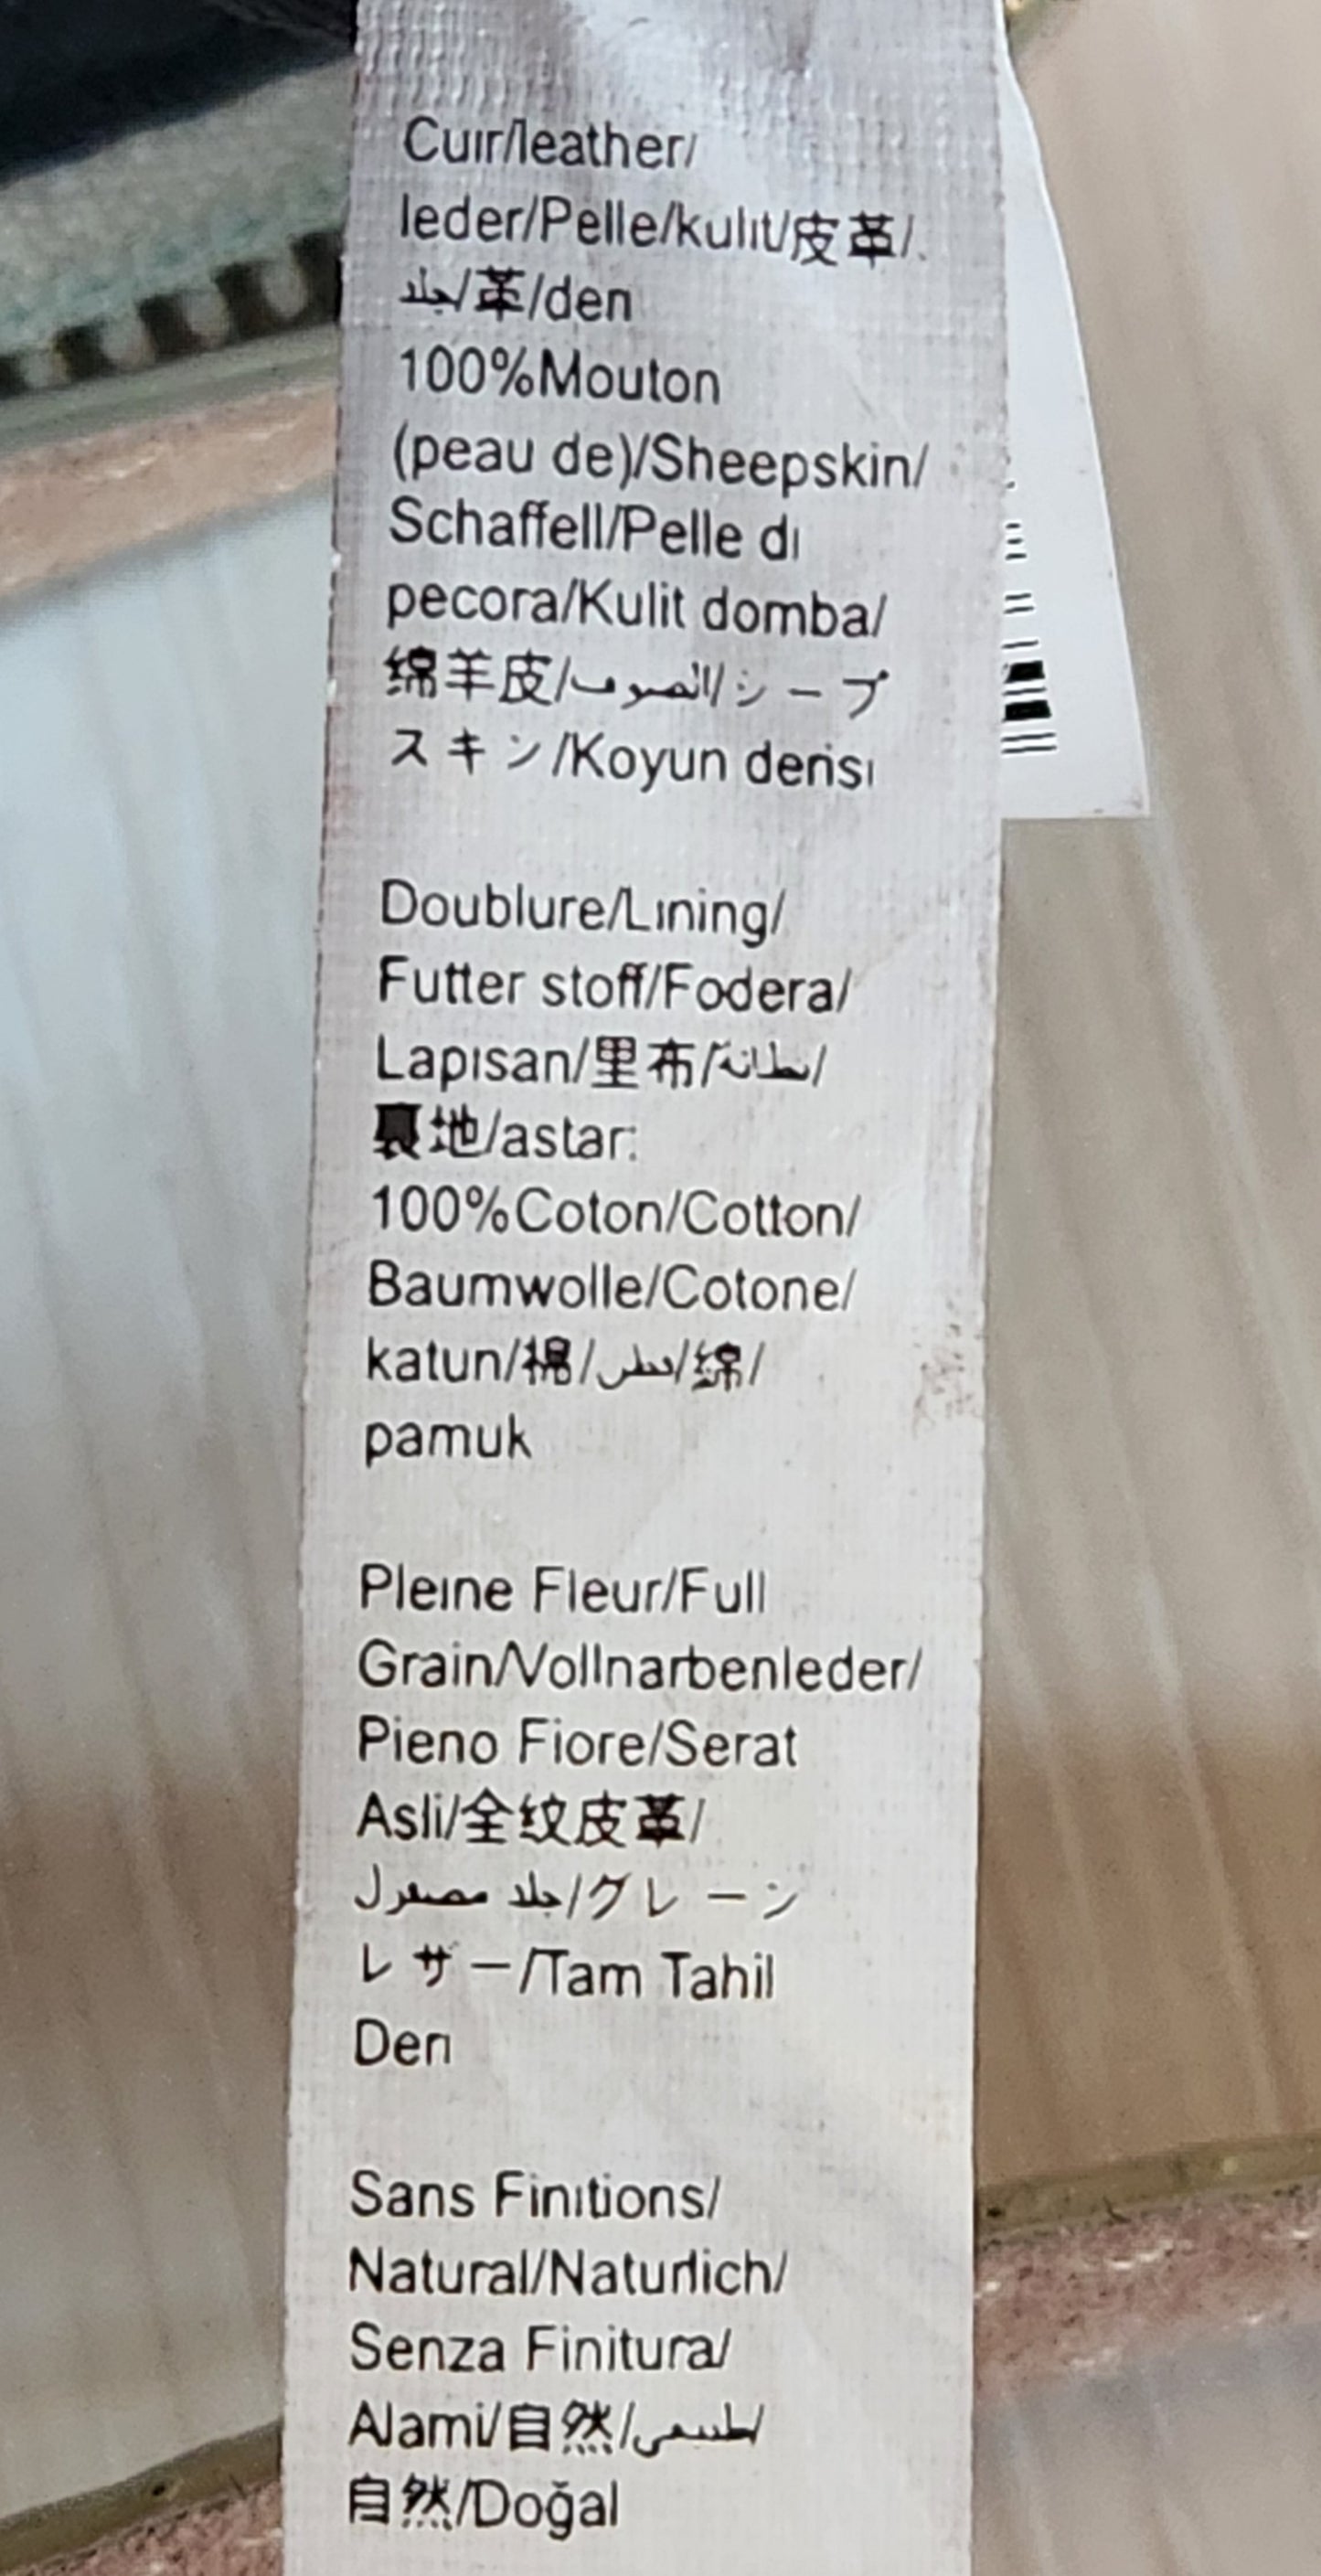 Cuir/leather/
leder/Pelle/kulit/皮革/.
جلد/革/deri
100%Mouton
(peau de)/Sheepskin/
Schaffell/Pelle di
pecora/Kulit domba/
绵羊皮/الصوف/シープ
スキン/Koyun derisi
Doublure/Lining/
Futter stoff/Fodera/
Lapisan/里布/بطانة/
裏地/astar:
100%Coton/Cotton/
Baumwolle/Cotone/
katun/棉/قطن/綿/
pamuk
Pleine Fleur/Full
Grain/Vollnarbenleder/
Pieno Fiore/Serat
Asli/全纹皮革/
جلد مصقول/グレーン
レザー/Tam Tahil
Deri
Sans Finitions/
Natural/Naturlich/
Senza Finitura/
Alami/自然/طبيعي/
自然/Doğal